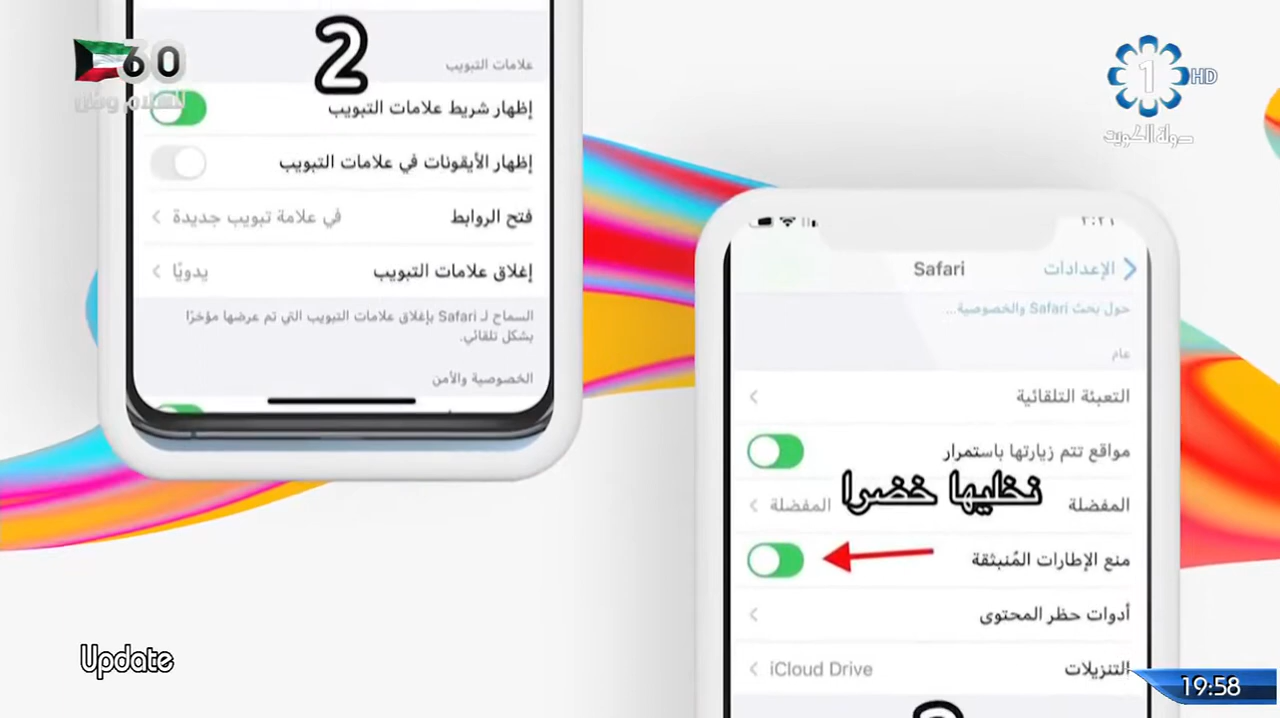 60
2
علامات التبويب
إظهار شريط علامات التبويب
إظهار الأيقونات في علامات التبويب
فتح الروابط
في علامة تبويب جديدة
إغلاق علامات التبويب
يدويًا
السماح لـ Safari بإغلاق علامات التبويب التي تم عرضها مؤخرًا
بشكل تلقائي.
الخصوصية والأمن
1 HD
دولة الكويت
٢:٢١
الإعدادات
Safari
حول بحث Safari والخصوصية...
عام
التعبئة التلقائية
مواقع تتم زيارتها باستمرار
نخليها خضرا
المفضلة
المفضلة
منع الإطارات المُنبثقة
أدوات حظر المحتوى
التنزيلات
iCloud Drive
Update
19:58